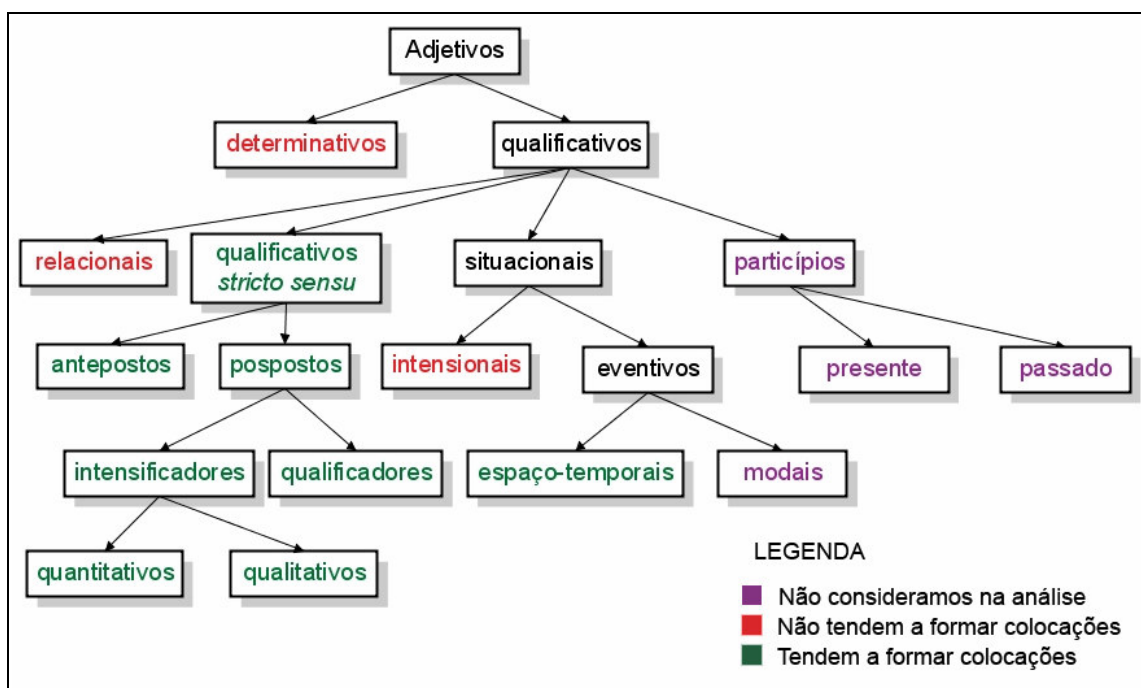 Adjetivos
determinativos
qualificativos
relacionais
qualificativos
stricto sensu
situacionais
particípios
antepostos
pospostos
intensionais
eventivos
presente
passado
intensificadores
qualificadores
espaço-temporais
modais
quantitativos
qualitativos
LEGENDA
Não consideramos na análise
Não tendem a formar colocações
Tendem a formar colocações